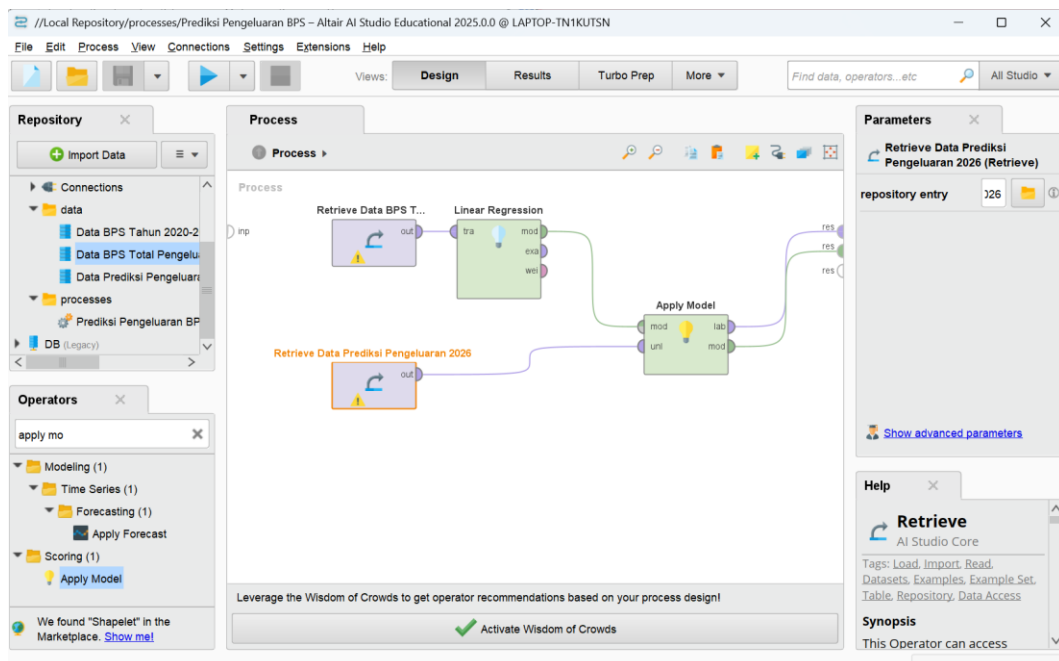 //Local Repository/processes/Prediksi Pengeluaran BPS – Altair AI Studio Educational 2025.0.0 @ LAPTOP-TN1KUTSN
File Edit Process View Connections Settings Extensions Help
Views: Design Results Turbo Prep More
Find data, operators...etc
All Studio
Repository
Import Data
Connections
data
Data BPS Tahun 2020-2
Data BPS Total Pengelu
Data Prediksi Pengeluara
processes
Prediksi Pengeluaran BP
DB (Legacy)
Operators
apply mo
Modeling (1)
Time Series (1)
Forecasting (1)
Apply Forecast
Scoring (1)
Apply Model
We found "Shapelet" in the
Marketplace. Show me!
Process
Process
Process
inp
Retrieve Data BPS T...
out
Linear Regression
tra
mod
exa
wei
Retrieve Data Prediksi Pengeluaran 2026
out
Apply Model
mod
lab
unl
mod
res
res
res
Leverage the Wisdom of Crowds to get operator recommendations based on your process design!
Activate Wisdom of Crowds
Parameters
Retrieve Data Prediksi
Pengeluaran 2026 (Retrieve)
repository entry
026
Show advanced parameters
Help
Retrieve
AI Studio Core
Tags: Load, Import, Read,
Datasets, Examples, Example Set,
Table, Repository, Data Access
Synopsis
This Operator can access